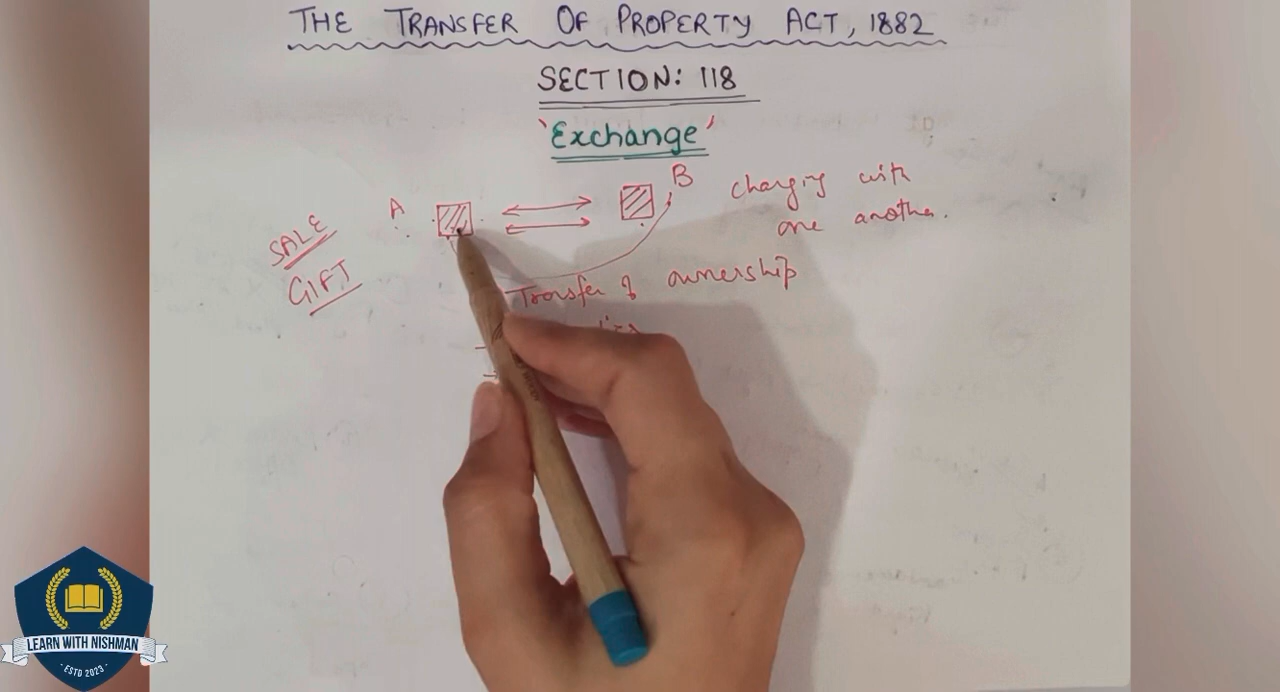 THE TRANSFER OF PROPERTY ACT, 1882
SECTION: 118
'Exchange'
A
B
changing with
one another.
SALE
GIFT
Transfer of ownership
LEARN WITH NISHMAN
· ESTD 2023 ·